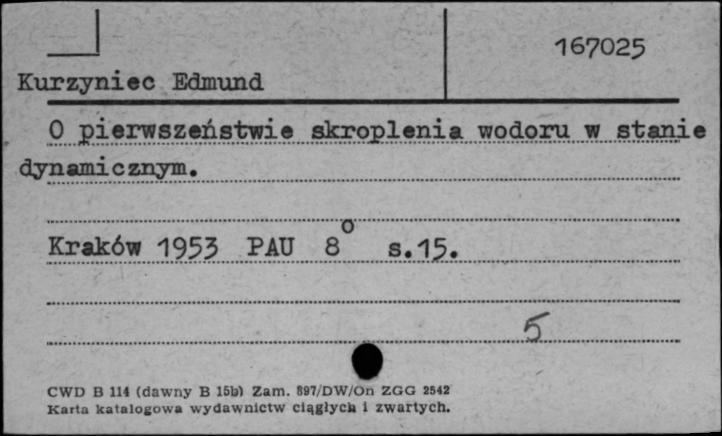 167025
Kurzyniec Edmund
O pierwszeństwie skroplenia wodoru w stanie
dynamicznym.
Kraków 1953 PAU 8° s.15.
5
CWD B 114 (dawny B 15b) Zam. 897/DW/On ZGG 2542
Karta katalogowa wydawnictw ciągłych i zwartych.